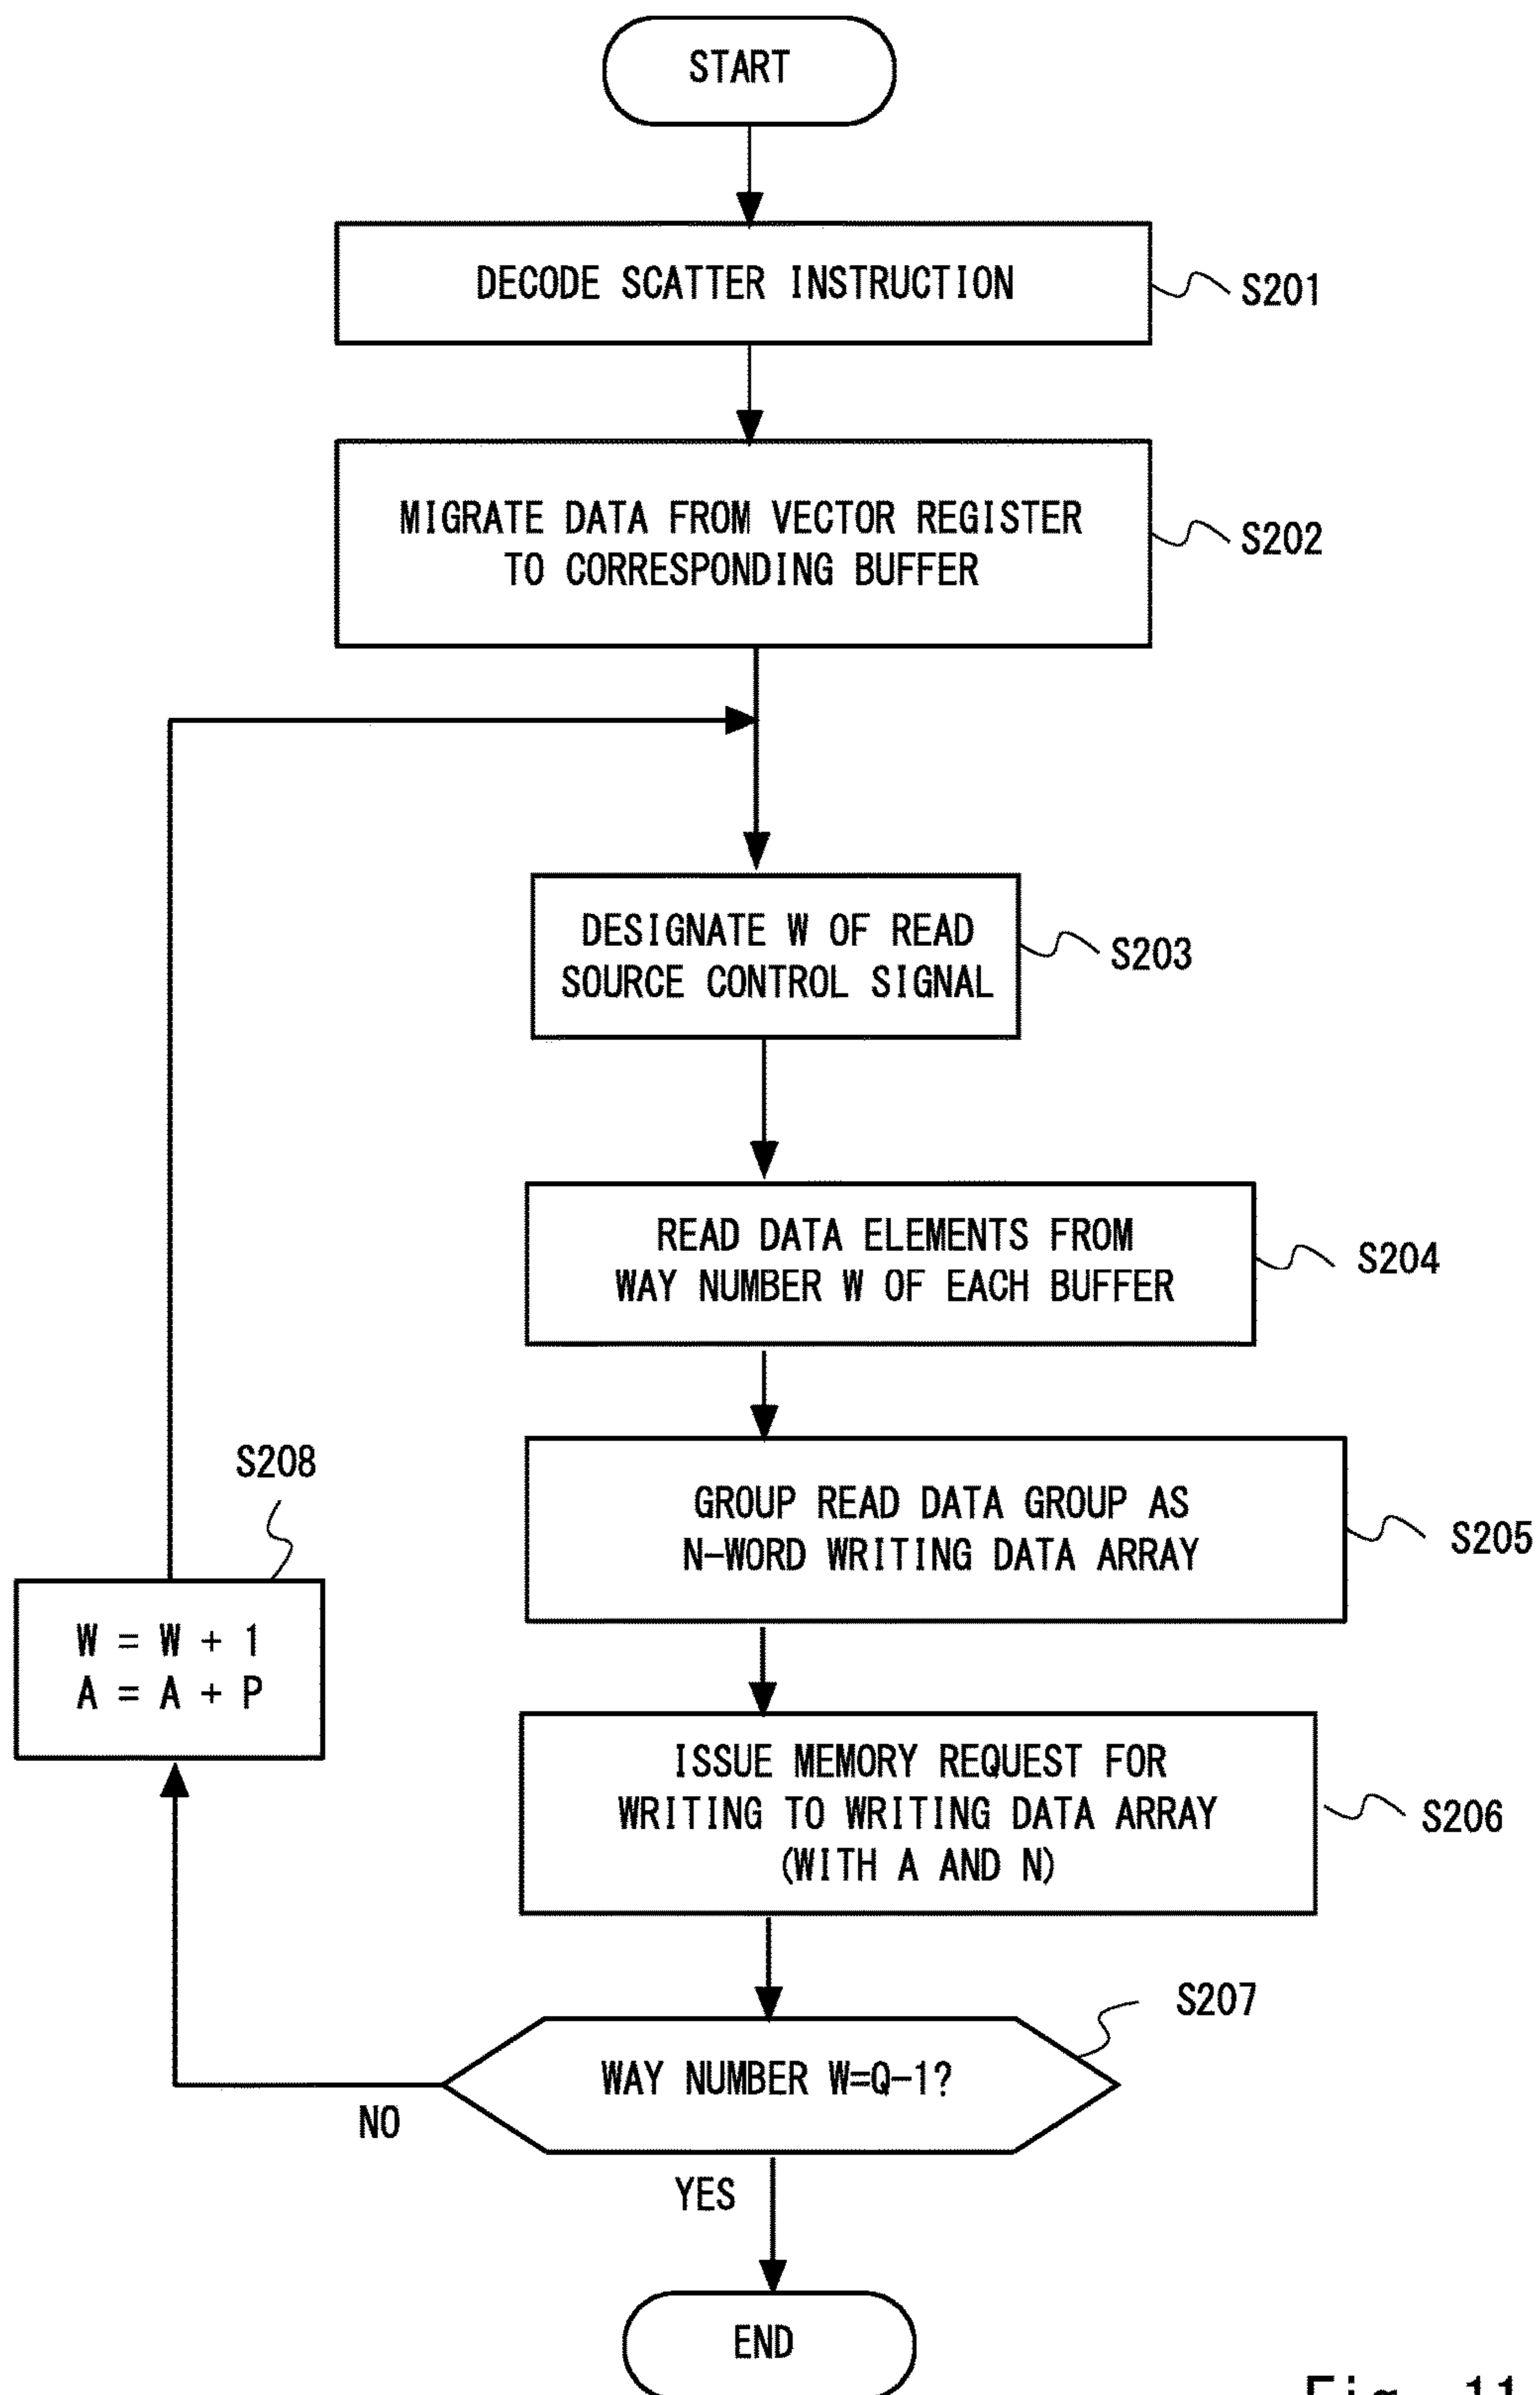 START
DECODE SCATTER INSTRUCTION
S201
MIGRATE DATA FROM VECTOR REGISTER
TO CORRESPONDING BUFFER
S202
DESIGNATE W OF READ
SOURCE CONTROL SIGNAL
S203
READ DATA ELEMENTS FROM
WAY NUMBER W OF EACH BUFFER
S204
S208
GROUP READ DATA GROUP AS
N-WORD WRITING DATA ARRAY
S205
W = W + 1
A = A + P
ISSUE MEMORY REQUEST FOR
WRITING TO WRITING DATA ARRAY
(WITH A AND N)
S206
S207
WAY NUMBER W=Q-1?
NO
YES
END
Fig. 11